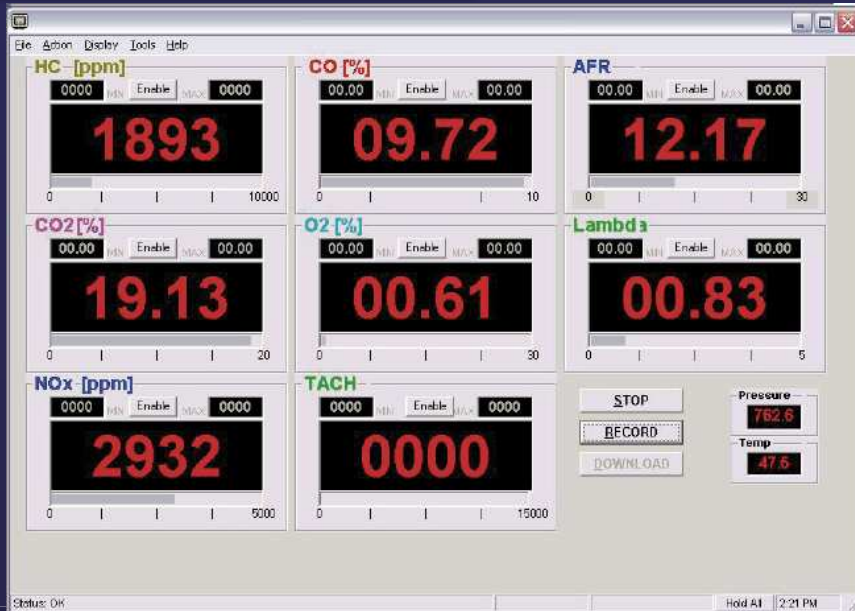 File Action Display Tools Help
HC [ppm]
0000 MIN Enable MAX 0000
1893
0 10000
CO [%]
00.00 MIN Enable MAX 00.00
09.72
0 10
AFR
00.00 MIN Enable MAX 00.00
12.17
0 30
CO2 [%]
00.00 MIN Enable MAX 00.00
19.13
0 20
O2 [%]
00.00 MIN Enable MAX 00.00
00.61
0 30
Lambda
00.00 MIN Enable MAX 00.00
00.83
0 5
NOx [ppm]
0000 MIN Enable MAX 0000
2932
0 5000
TACH
0000 MIN Enable MAX 0000
0000
0 15000
STOP
RECORD
DOWNLOAD
Pressure
762.6
Temp
47.6
Status: OK Hold All 2:21 PM